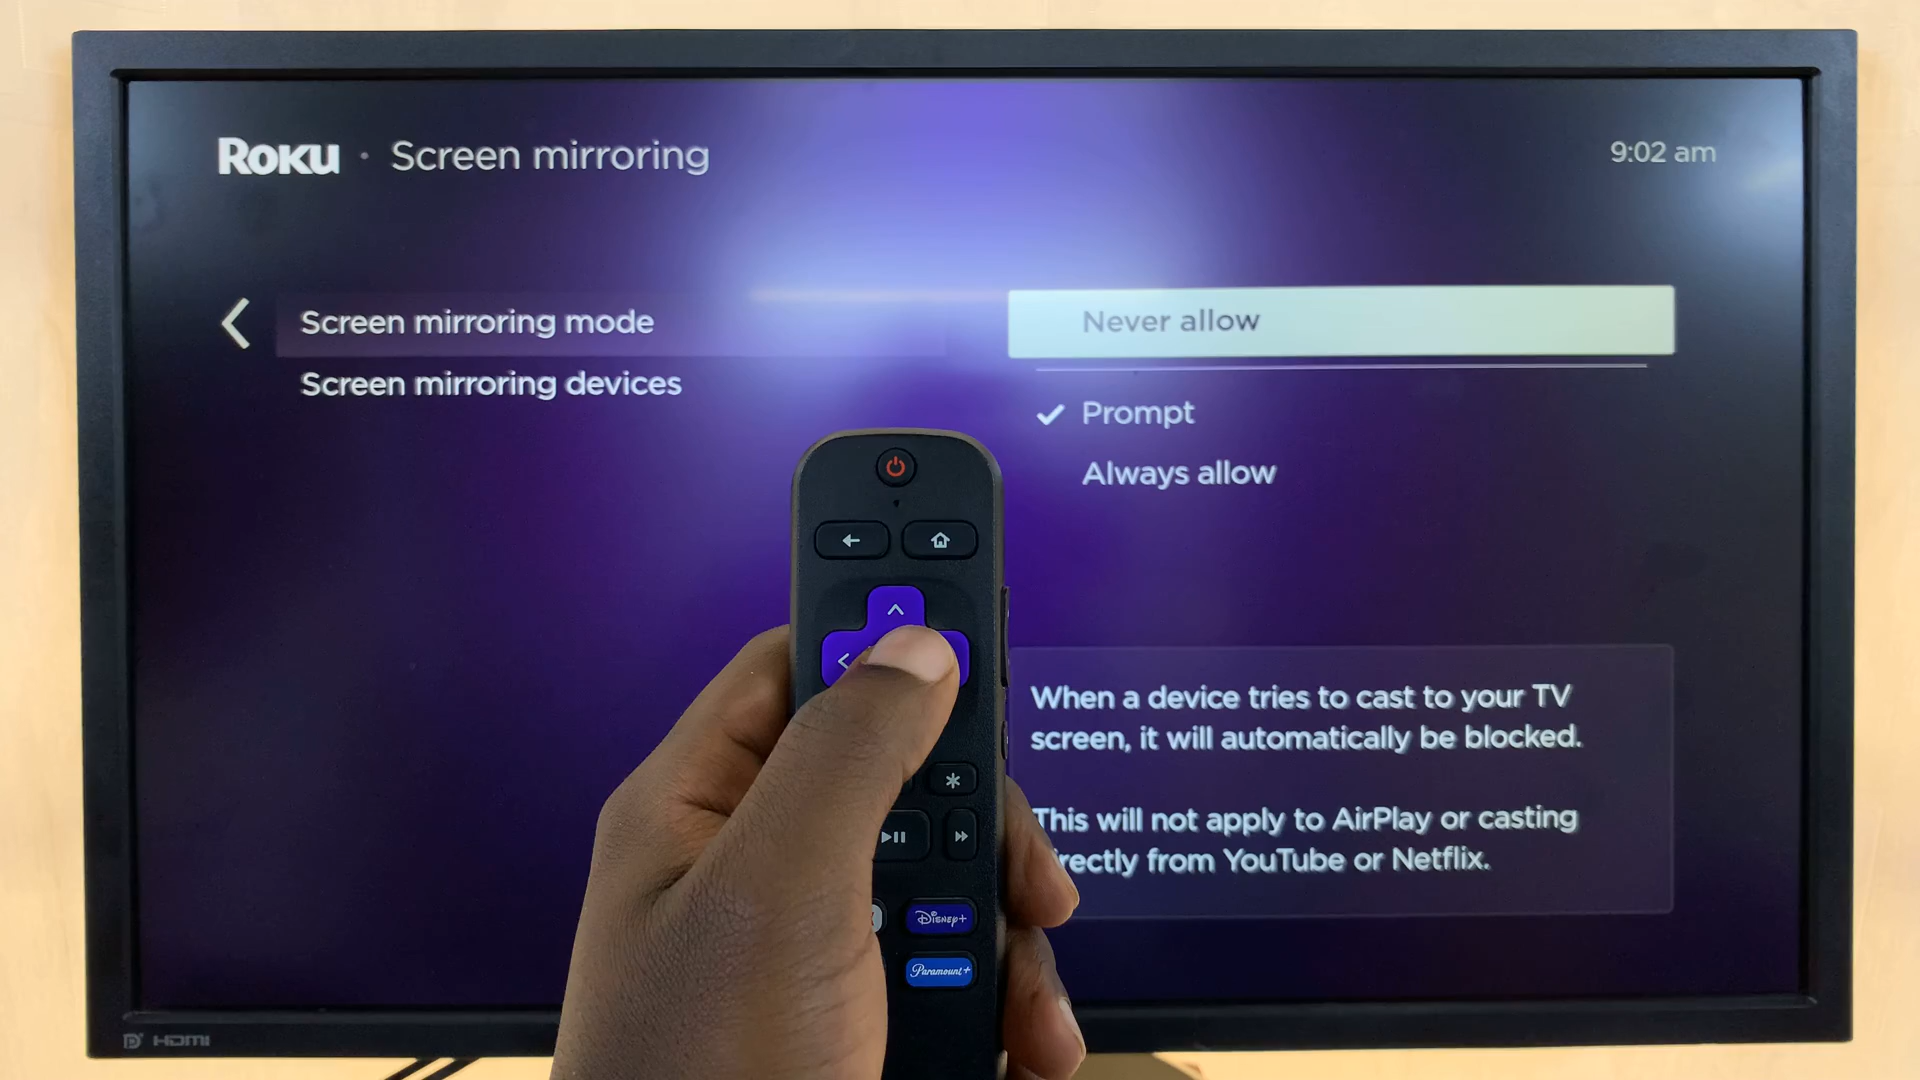 Roku · Screen mirroring
9:02 am
Screen mirroring mode
Screen mirroring devices
Never allow
Prompt
Always allow
When a device tries to cast to your TV
screen, it will automatically be blocked.
This will not apply to AirPlay or casting
rectly from YouTube or Netflix.
Disney+
Paramount+
HDMI